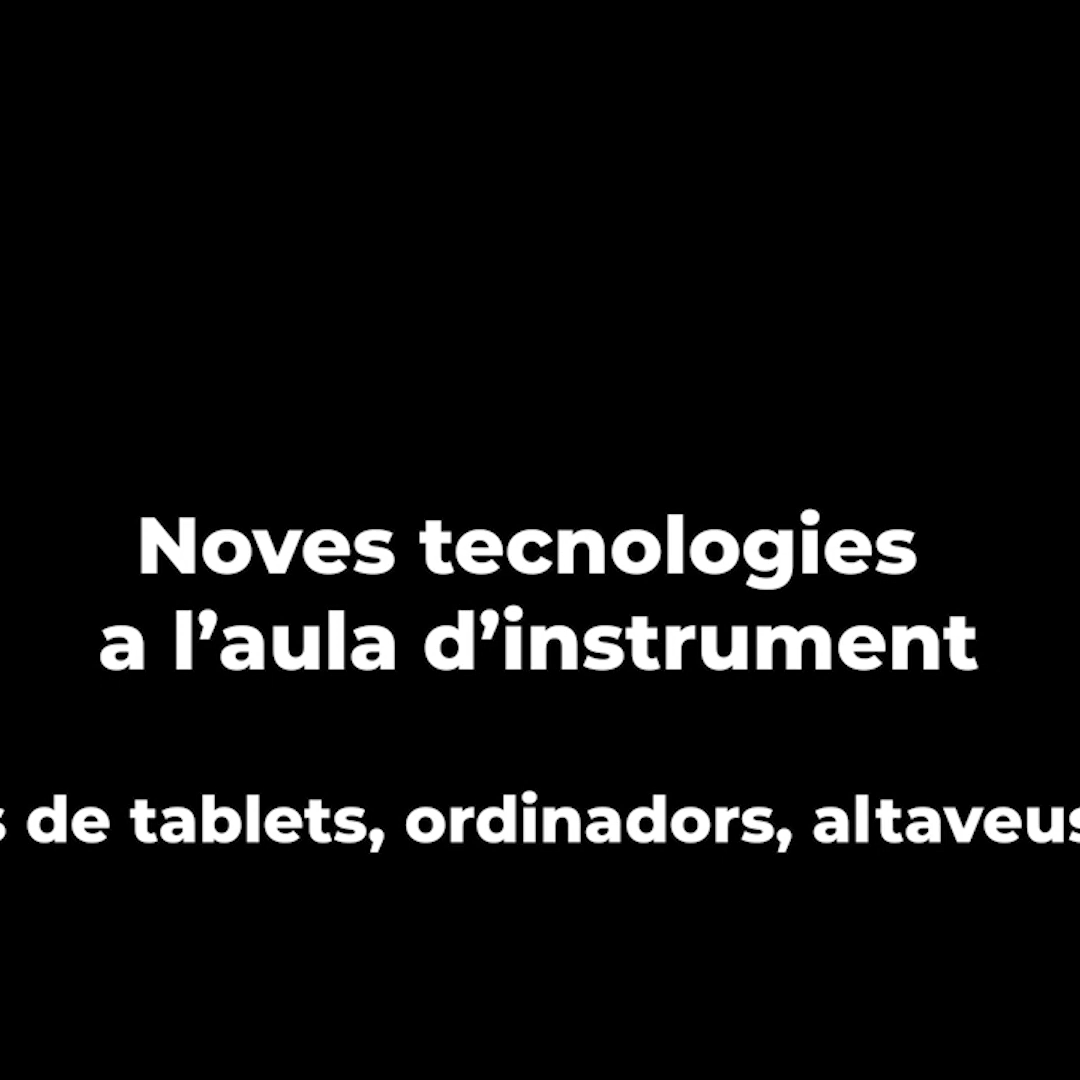 Noves tecnologies
a l’aula d’instrument
de tablets, ordinadors, altaveus